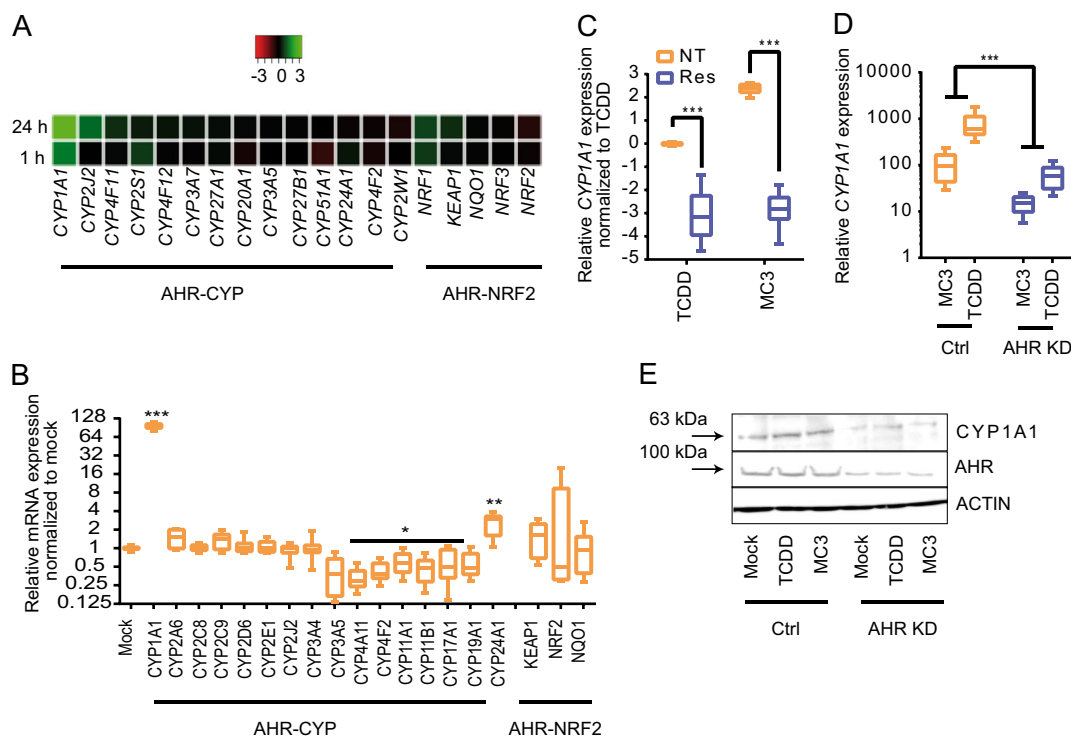 A
-3 0 3
24 h
1 h
CYP1A1
CYP2J2
CYP4F11
CYP2S1
CYP4F12
CYP3A7
CYP27A1
CYP20A1
CYP3A5
CYP27B1
CYP51A1
CYP24A1
CYP4F2
CYP2W1
NRF1
KEAP1
NQO1
NRF3
NRF2
AHR-CYP
AHR-NRF2
B
Relative mRNA expression
normalized to mock
128
64
32
16
8
4
2
1
0.5
0.25
0.125
***
*
**
Mock
CYP1A1
CYP2A6
CYP2C8
CYP2C9
CYP2D6
CYP2E1
CYP2J2
CYP3A4
CYP3A5
CYP4A11
CYP4F2
CYP11A1
CYP11B1
CYP17A1
CYP19A1
CYP24A1
KEAP1
NRF2
NQO1
AHR-CYP
AHR-NRF2
C
NT
Res
Relative CYP1A1 expression
normalized to TCDD
3
2
1
0
-1
-2
-3
-4
-5
***
***
TCDD
MC3
D
Relative CYP1A1 expression
10000
1000
100
10
1
***
MC3
TCDD
MC3
TCDD
Ctrl
AHR KD
E
63 kDa
100 kDa
CYP1A1
AHR
ACTIN
Mock
TCDD
MC3
Mock
TCDD
MC3
Ctrl
AHR KD